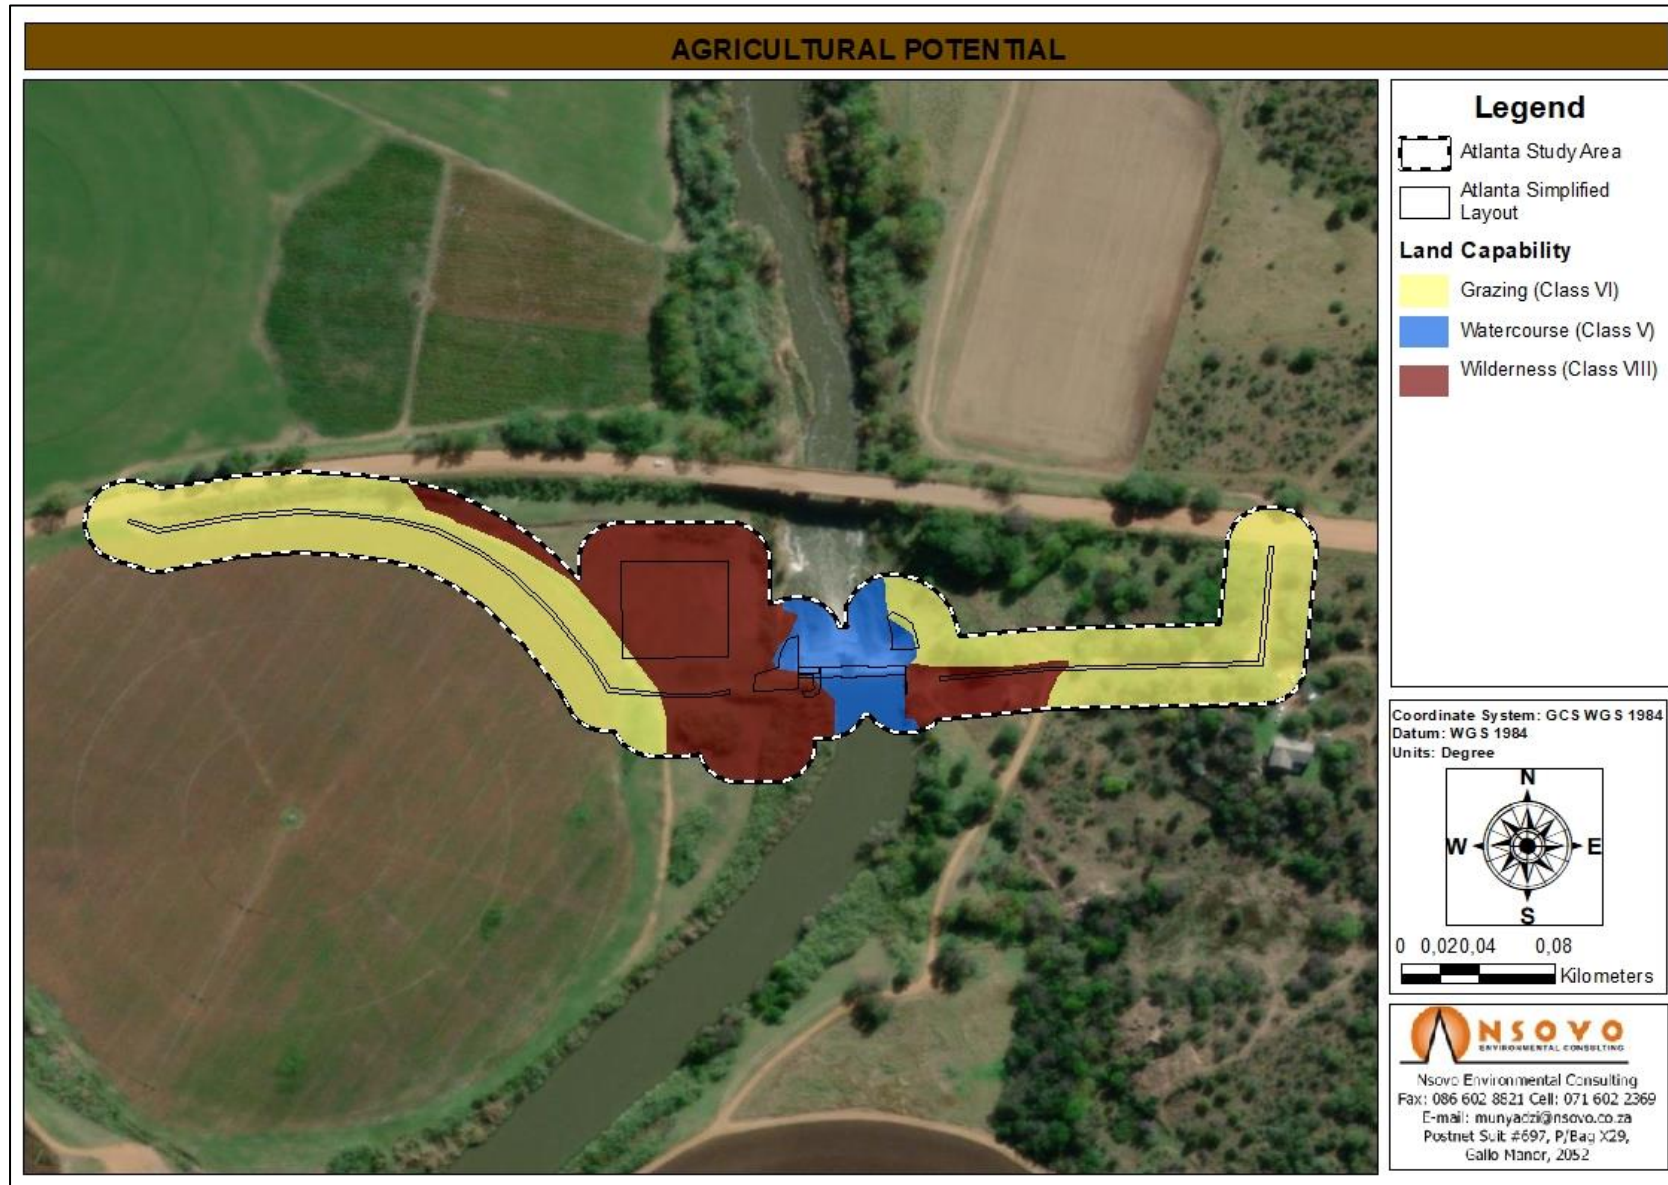 AGRICULTURAL POTENTIAL
Legend
Atlanta Study Area
Atlanta Simplified
Layout
Land Capability
Grazing (Class VI)
Watercourse (Class V)
Wilderness (Class VIII)
Coordinate System: GCS WGS 1984
Datum: WGS 1984
Units: Degree
N
W
E
S
0 0,02 0,04 0,08
Kilometers
NSOVO
ENVIRONMENTAL CONSULTING
Nsovo Environmental Consulting
Fax: 086 602 8821 Cell: 071 602 2369
E-mail: munyadzi@nsovo.co.za
Postnet Suit #697, P/Bag X29,
Gallo Manor, 2052